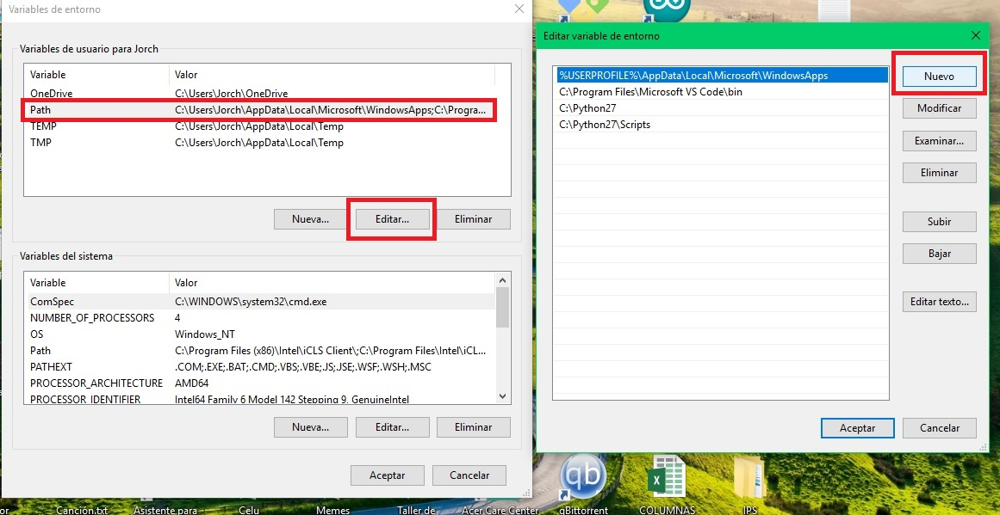 Variables de entorno
Variables de usuario para Jorch
Variable Valor
OneDrive C:\Users\Jorch\OneDrive
Path C:\Users\Jorch\AppData\Local\Microsoft\WindowsApps;C:\Progra...
TEMP C:\Users\Jorch\AppData\Local\Temp
TMP C:\Users\Jorch\AppData\Local\Temp
Nueva... Editar... Eliminar
Variables del sistema
Variable Valor
ComSpec C:\WINDOWS\system32\cmd.exe
NUMBER_OF_PROCESSORS 4
OS Windows_NT
Path C:\Program Files (x86)\Intel\iCLS Client\;C:\Program Files\Intel\iCL...
PATHEXT .COM;.EXE;.BAT;.CMD;.VBS;.VBE;.JS;.JSE;.WSF;.WSH;.MSC
PROCESSOR_ARCHITECTURE AMD64
PROCESSOR_IDENTIFIER Intel64 Family 6 Model 142 Stepping 9, GenuineIntel
Nueva... Editar... Eliminar
Aceptar Cancelar
Editar variable de entorno
%USERPROFILE%\AppData\Local\Microsoft\WindowsApps
C:\Program Files\Microsoft VS Code\bin
C:\Python27
C:\Python27\Scripts
Nuevo
Modificar
Examinar...
Eliminar
Subir
Bajar
Editar texto...
Aceptar Cancelar
qb
X
or Canción.txt Asistente para Celu Memes Taller de Acer Care Center qBittorrent COLUMNAS IPS